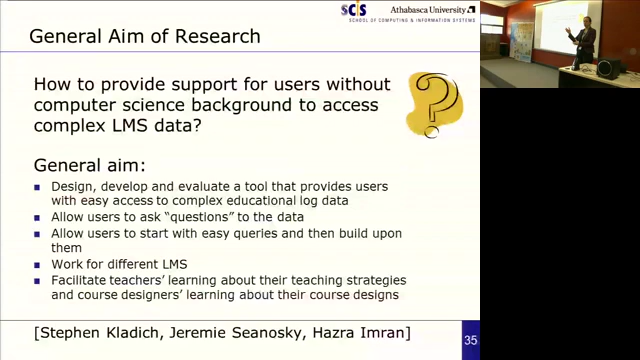 SCIS
Athabasca University
SCHOOL OF COMPUTING & INFORMATION SYSTEMS
General Aim of Research
How to provide support for users without
computer science background to access
complex LMS data?
General aim:
Design, develop and evaluate a tool that provides users
with easy access to complex educational log data
Allow users to ask “questions” to the data
Allow users to start with easy queries and then build upon
them
Work for different LMS
Facilitate teachers’ learning about their teaching strategies
and course designers’ learning about their course designs
[Stephen Kladich, Jeremie Seanosky, Hazra Imran]
35